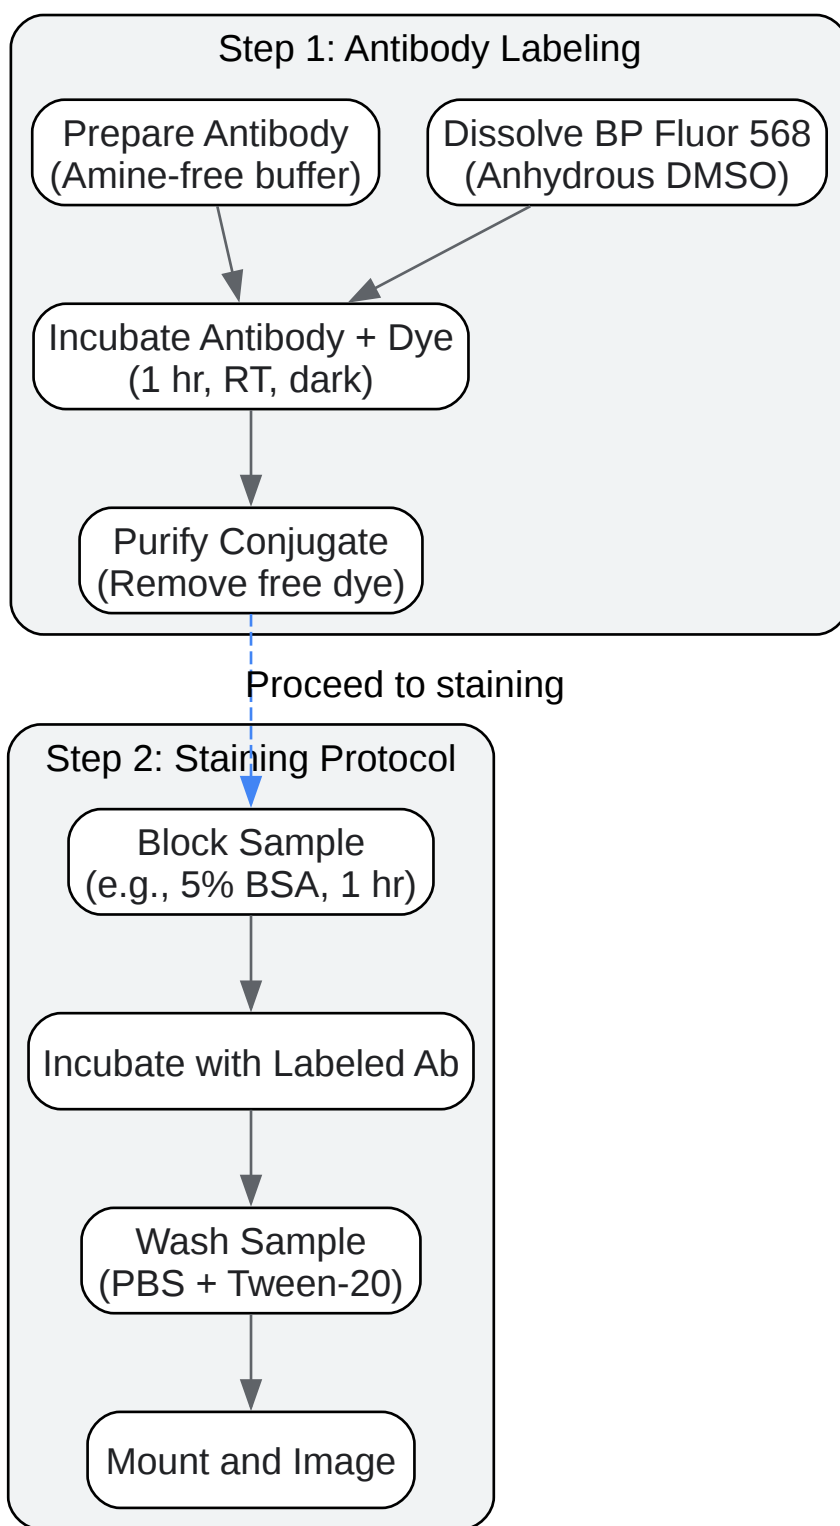 Step 1: Antibody Labeling
Prepare Antibody
(Amine-free buffer)
Dissolve BP Fluor 568
(Anhydrous DMSO)
Incubate Antibody + Dye
(1 hr, RT, dark)
Purify Conjugate
(Remove free dye)
Proceed to staining
Step 2: Staining Protocol
Block Sample
(e.g., 5% BSA, 1 hr)
Incubate with Labeled Ab
Wash Sample
(PBS + Tween-20)
Mount and Image